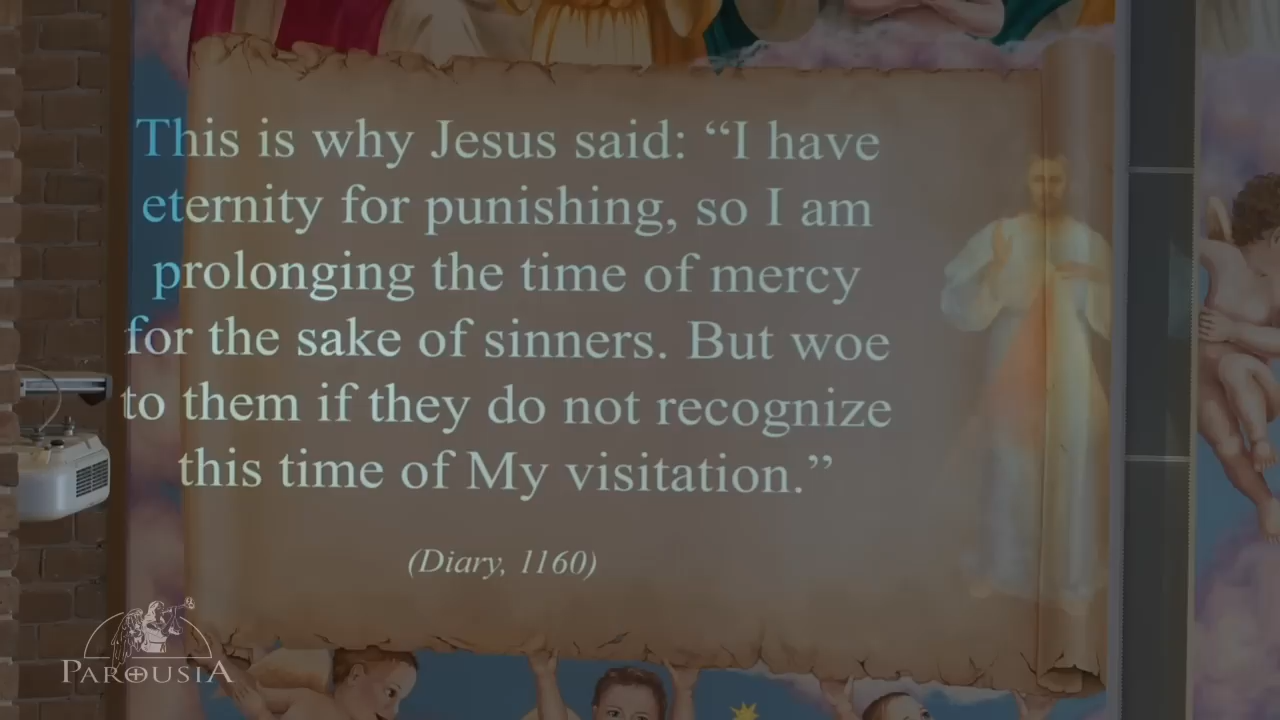 This is why Jesus said: “I have
eternity for punishing, so I am
prolonging the time of mercy
for the sake of sinners. But woe
to them if they do not recognize
this time of My visitation.”
(Diary, 1160)
PAROUSIA